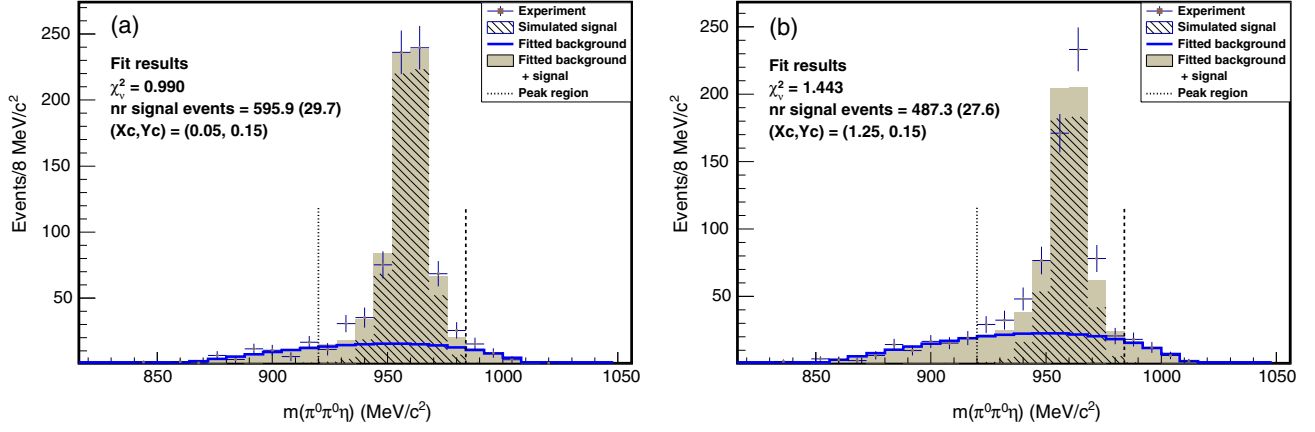 (a)
Experiment
Simulated signal
Fitted background
Fitted background
+ signal
Peak region
Fit results
χ²ᵥ = 0.990
nr signal events = 595.9 (29.7)
(Xc,Yc) = (0.05, 0.15)
Events/8 MeV/c²
250
200
150
100
50
850
900
950
1000
1050
m(π⁰π⁰η) (MeV/c²)
(b)
Experiment
Simulated signal
Fitted background
Fitted background
+ signal
Peak region
Fit results
χ²ᵥ = 1.443
nr signal events = 487.3 (27.6)
(Xc,Yc) = (1.25, 0.15)
Events/8 MeV/c²
250
200
150
100
50
850
900
950
1000
1050
m(π⁰π⁰η) (MeV/c²)